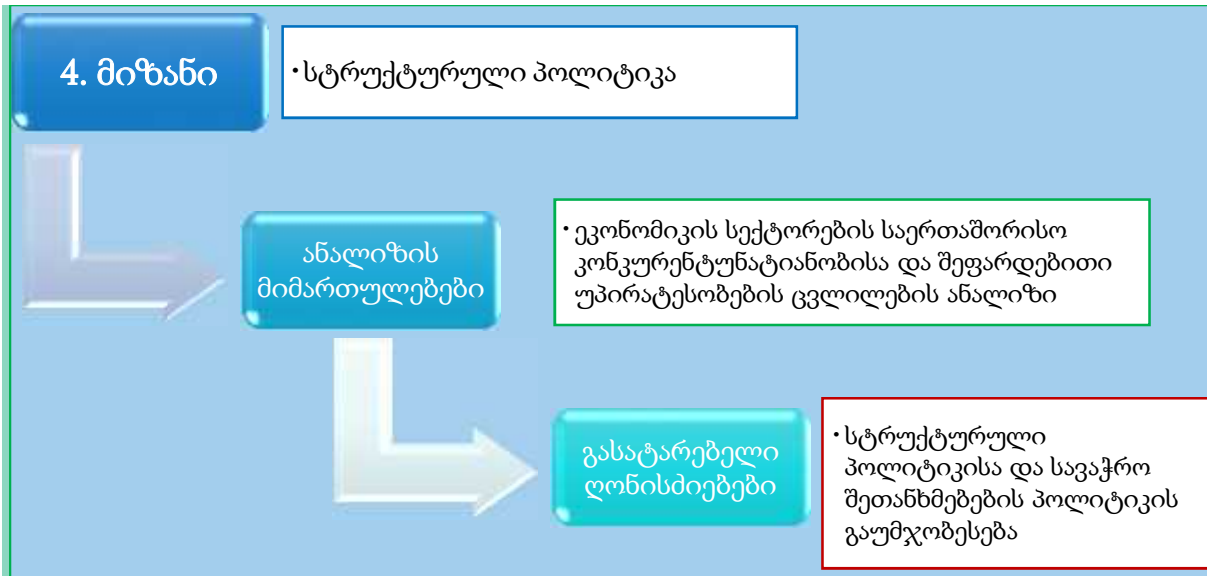 4. მიზანი
· სტრუქტურული პოლიტიკა
ანალიზის
მიმართულებები
· ეკონომიკის სექტორების საერთაშორისო
კონკურენტუნატიანობისა და შეფარდებითი
უპირატესობების ცვლილების ანალიზი
გასატარებელი
ღონისძიებები
· სტრუქტურული
პოლიტიკისა და სავაჭრო
შეთანხმებების პოლიტიკის
გაუმჯობესება